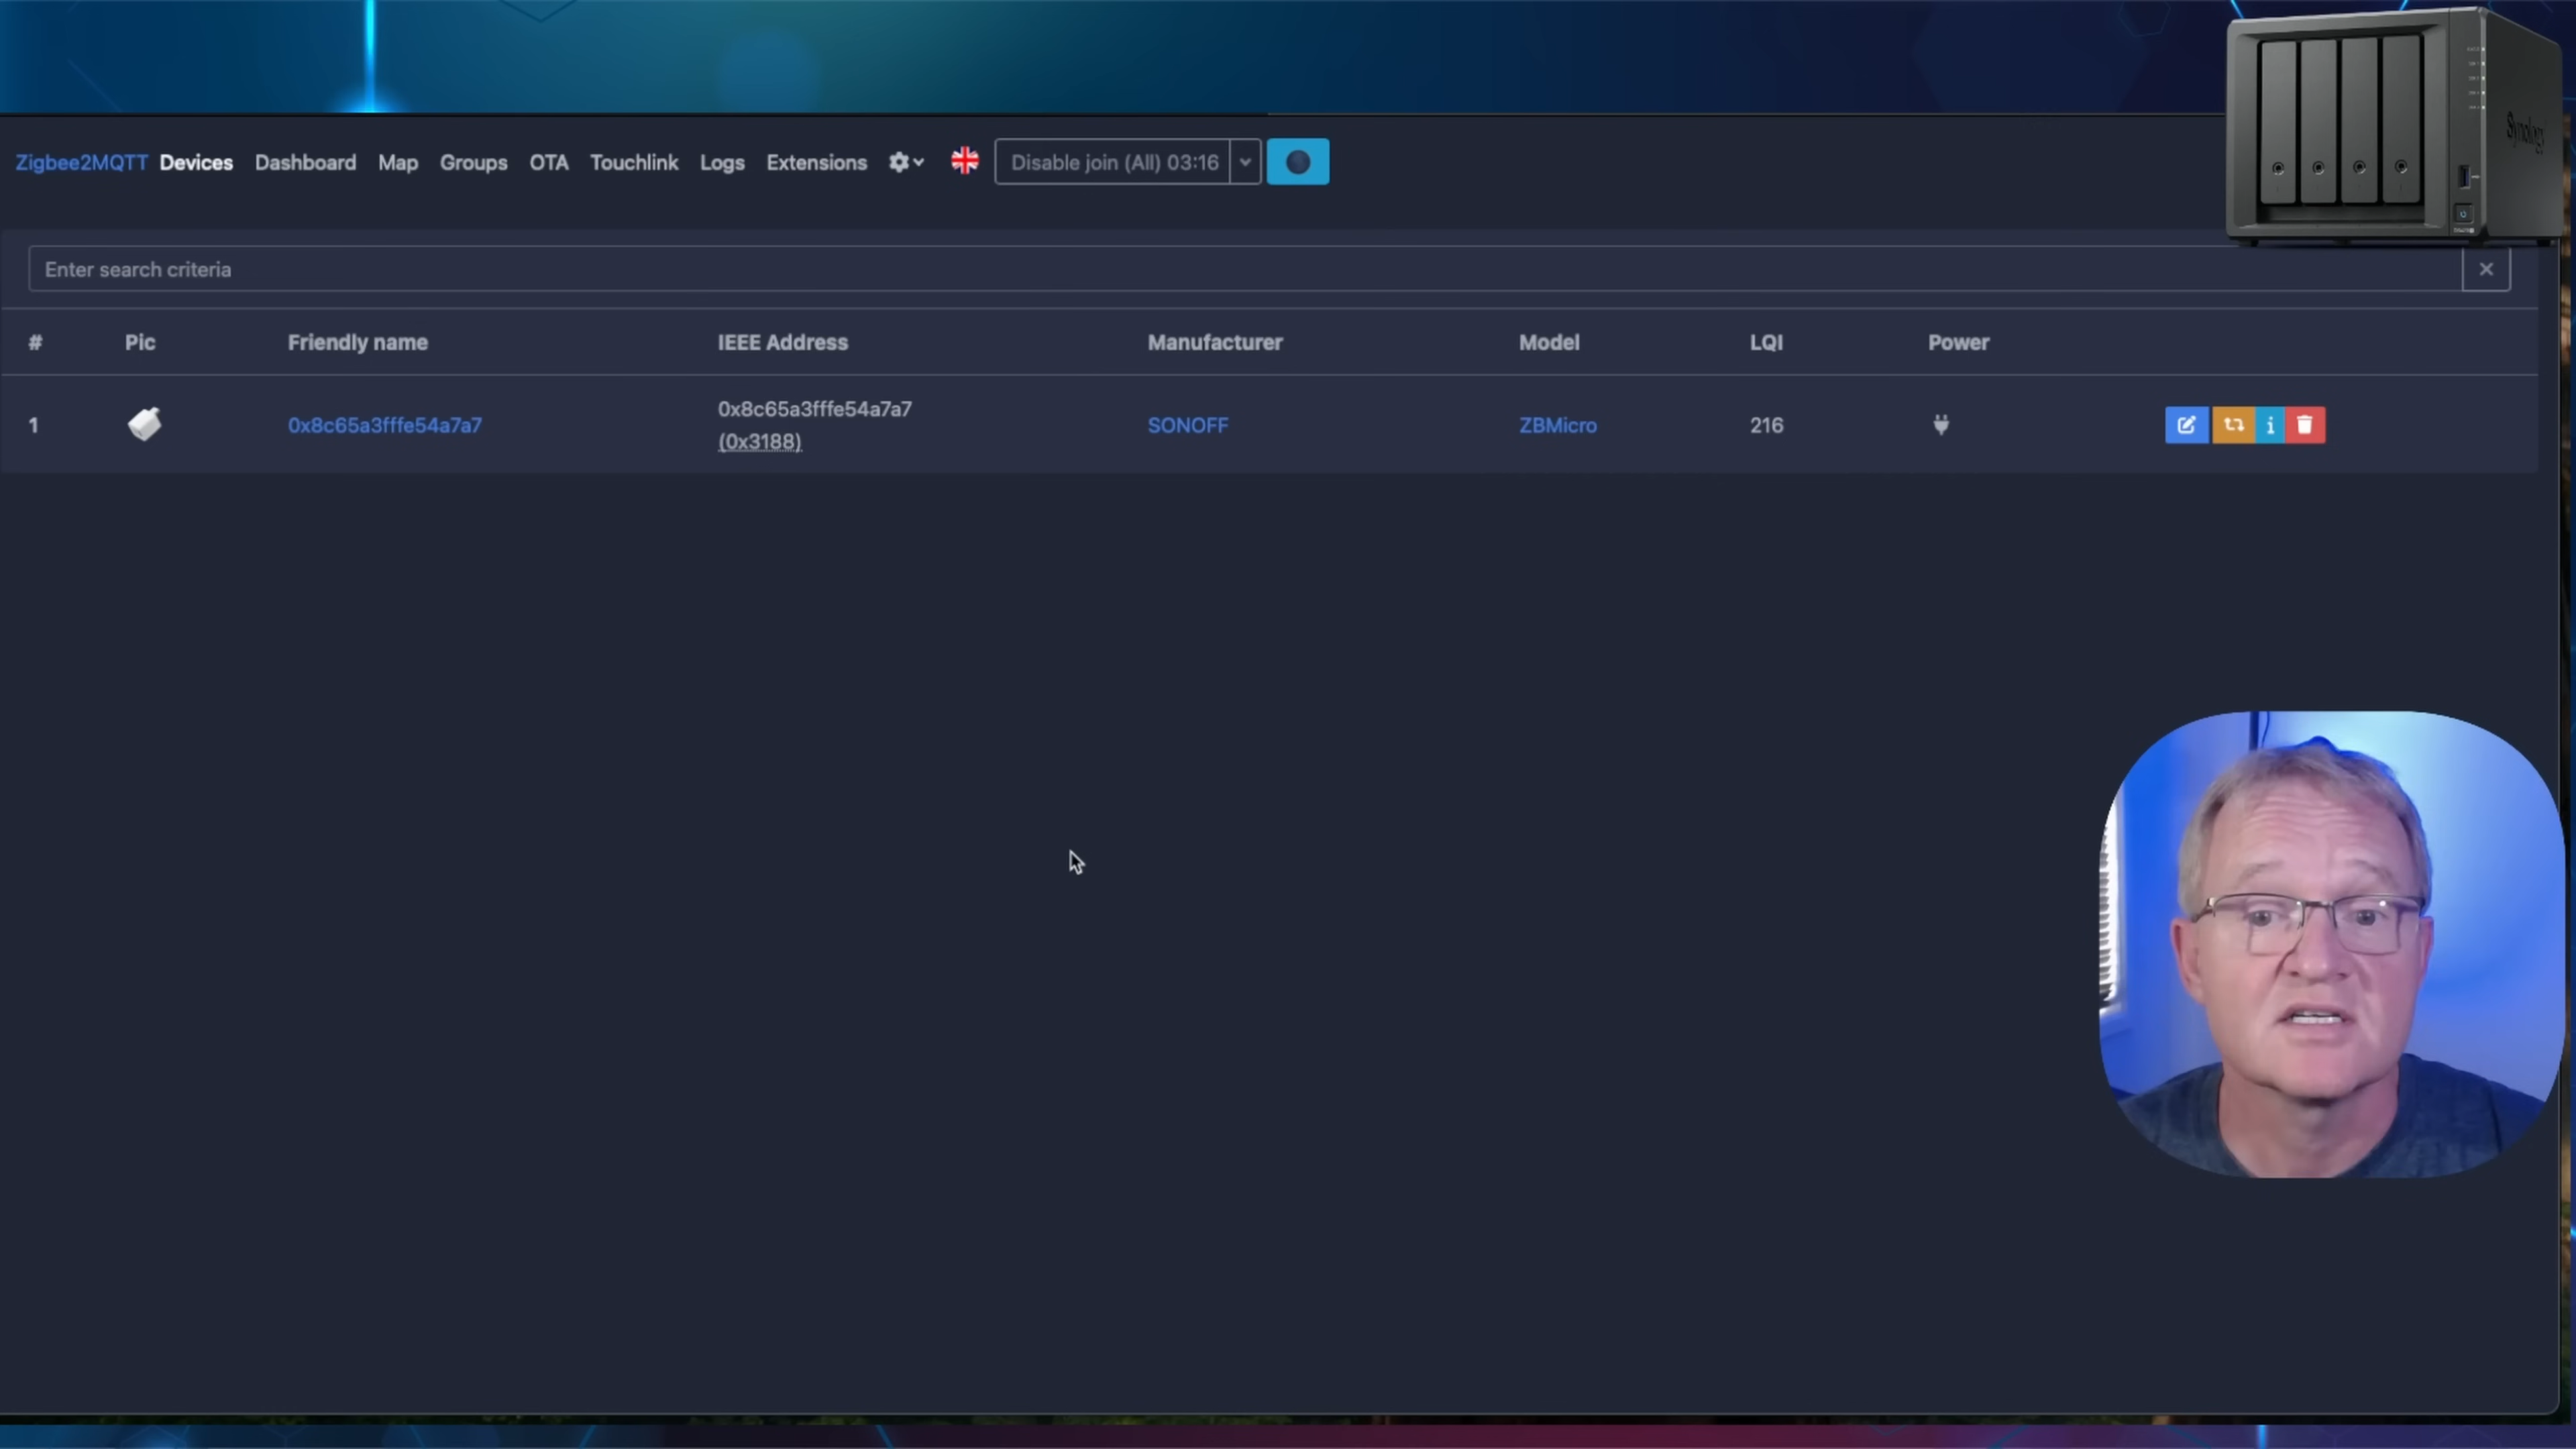 Synology
Zigbee2MQTT Devices Dashboard Map Groups OTA Touchlink Logs Extensions Disable join (All) 03:16
Enter search criteria
# Pic Friendly name IEEE Address Manufacturer Model LQI Power
1 0x8c65a3fffe54a7a7 0x8c65a3fffe54a7a7 SONOFF ZBMicro 216
(0x3188)